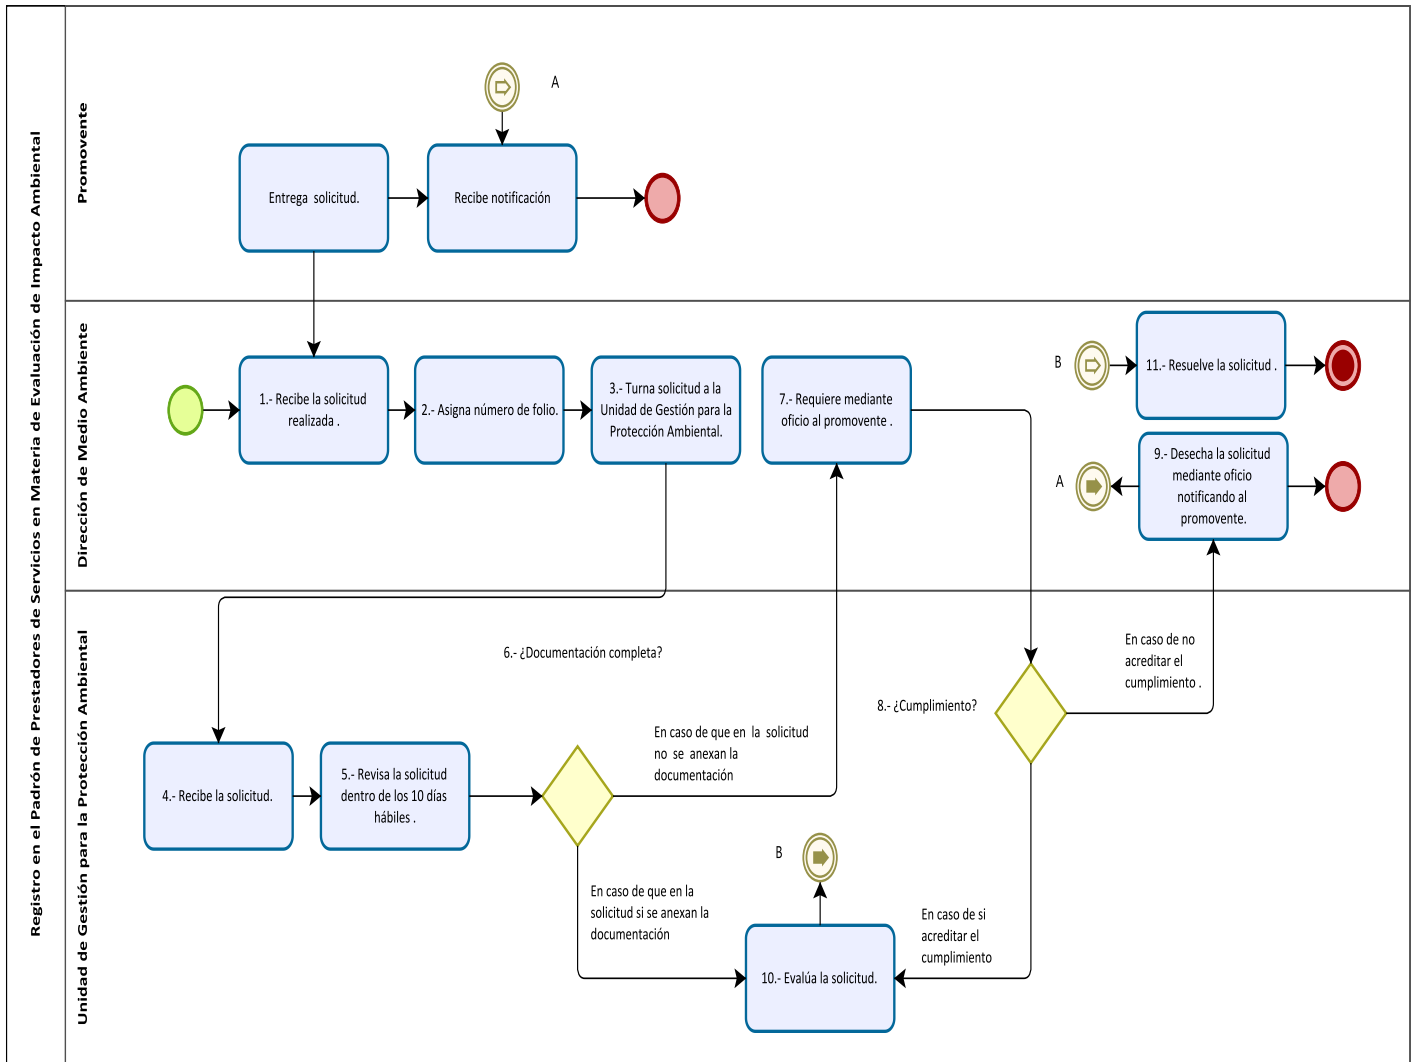 Registro en el Padrón de Prestadores de Servicios en Materia de Evaluación de Impacto Ambiental
Promovente
A
Entrega solicitud.
Recibe notificación
Dirección de Medio Ambiente
1.- Recibe la solicitud
realizada .
2.- Asigna número de folio.
3.- Turna solicitud a la
Unidad de Gestión para la
Protección Ambiental.
7.- Requiere mediante
oficio al promovente .
B
11.- Resuelve la solicitud .
A
9.- Desecha la solicitud
mediante oficio
notificando al
promovente.
Unidad de Gestión para la Protección Ambiental
6.- ¿Documentación completa?
En caso de no
acreditar el
cumplimiento .
8.- ¿Cumplimiento?
En caso de que en la solicitud
no se anexan la
documentación
4.- Recibe la solicitud.
5.- Revisa la solicitud
dentro de los 10 días
hábiles .
B
En caso de que en la
solicitud si se anexan la
documentación
En caso de si
acreditar el
cumplimiento
10.- Evalúa la solicitud.